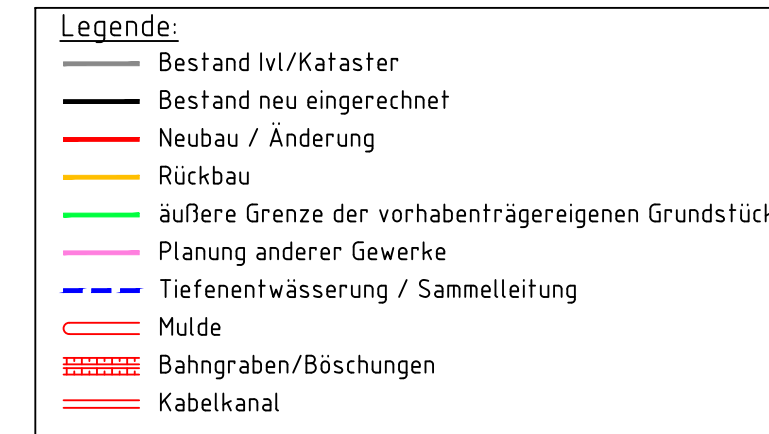 Legende:
Bestand Ivl/Kataster
Bestand neu eingerechnet
Neubau / Änderung
Rückbau
äußere Grenze der vorhabenträgereigenen Grundstück
Planung anderer Gewerke
Tiefenentwässerung / Sammelleitung
Mulde
Bahngraben/Böschungen
Kabelkanal